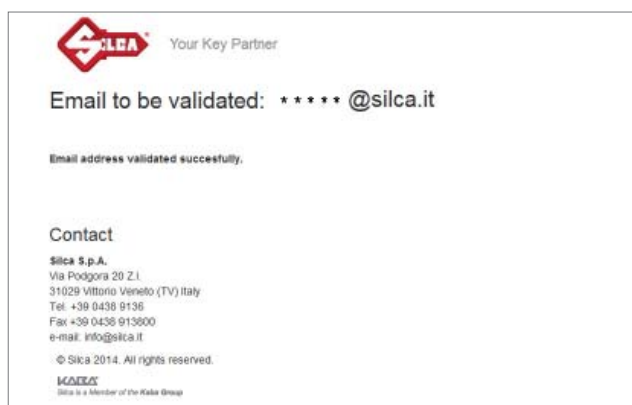 SILCA
Your Key Partner
Email to be validated: ***** @silca.it
Email address validated succesfully.
Contact
Silca S.p.A.
Via Podgora 20 Z.I.
31029 Vittorio Veneto (TV) Italy
Tel. +39 0438 9136
Fax +39 0438 913800
e-mail: info@silca.it
© Silca 2014. All rights reserved.
KABA
Silca is a Member of the Kaba Group